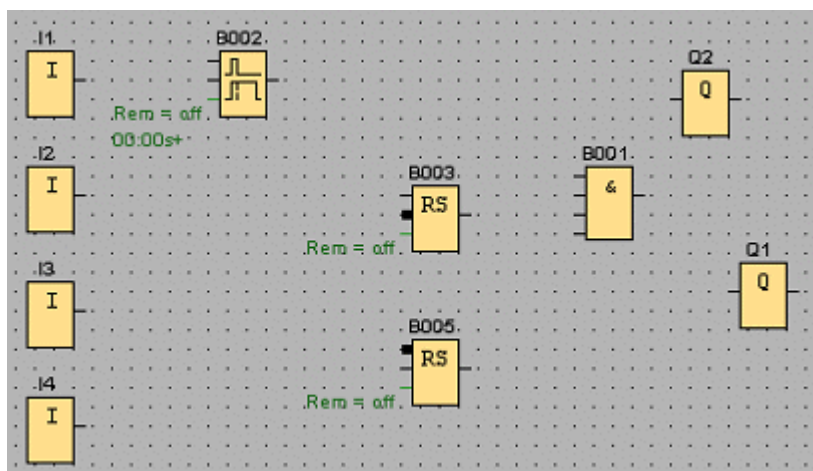 I1
B002
I
Q2
Q
Rem = off
00:00s+
I2
I
B003
RS
B001
&
Rem = off
Q1
Q
I3
I
B005
RS
Rem = off
I4
I